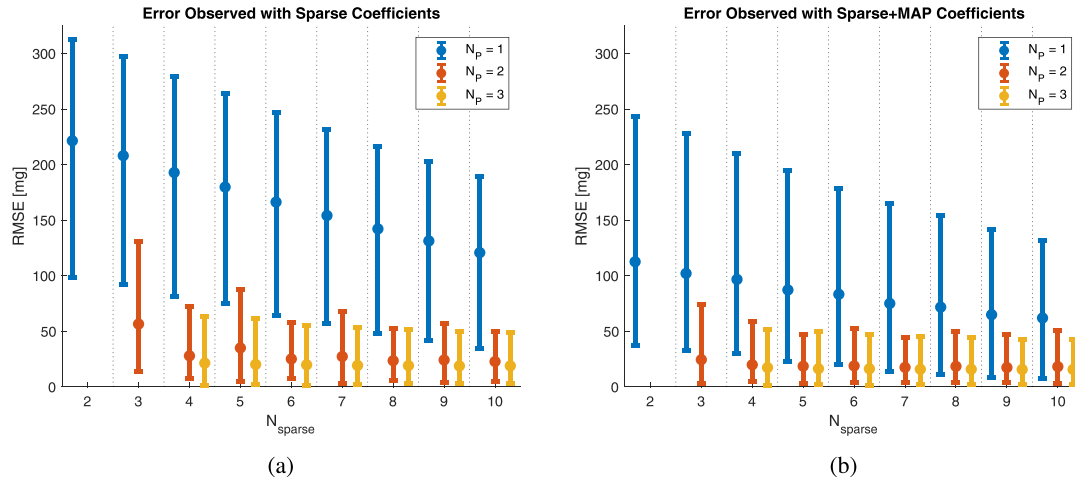 Error Observed with Sparse Coefficients
300
250
200
150
100
50
0
RMSE [mg]
N_P = 1
N_P = 2
N_P = 3
2 3 4 5 6 7 8 9 10
N_sparse
(a)
Error Observed with Sparse+MAP Coefficients
300
250
200
150
100
50
0
RMSE [mg]
N_P = 1
N_P = 2
N_P = 3
2 3 4 5 6 7 8 9 10
N_sparse
(b)